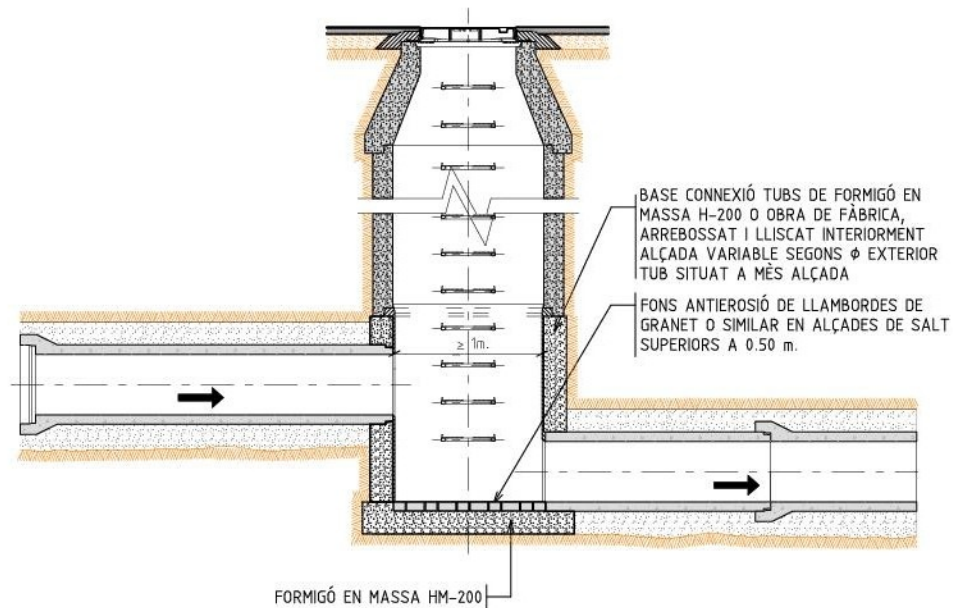 BASE CONNEXIÓ TUBS DE FORMIGÓ EN
MASSA H-200 O OBRA DE FÀBRICA,
ARREBOSSAT I LLISCAT INTERIORMENT
ALÇADA VARIABLE SEGONS Φ EXTERIOR
TUB SITUAT A MÈS ALÇADA
FONS ANTIEROSIÓ DE LLAMBORDES DE
GRANET O SIMILAR EN ALÇADES DE SALT
SUPERIORS A 0.50 m.
≥ 1m.
FORMIGÓ EN MASSA HM-200